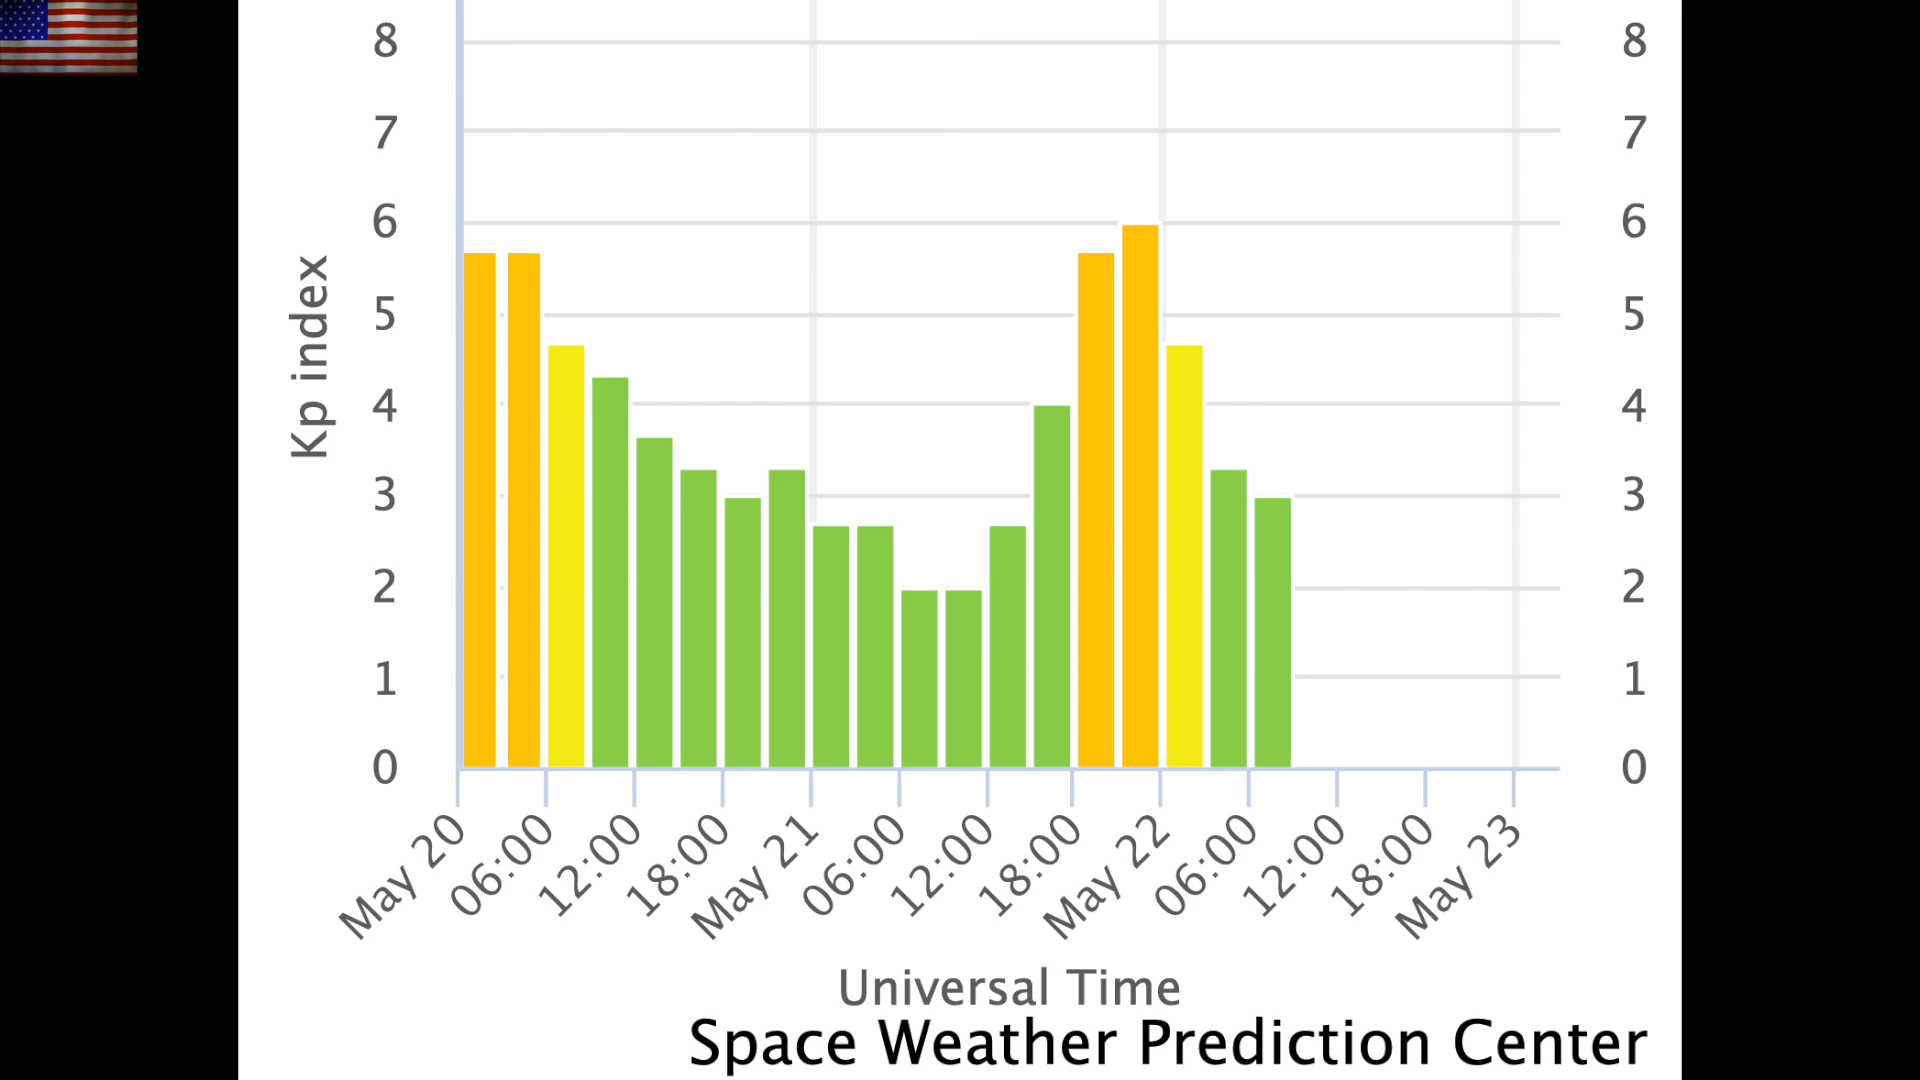 8 8
7 7
6 6
5 5
4 4
3 3
2 2
1 1
0 0
Kp index
May 20 06:00 12:00 18:00 May 21 06:00 12:00 18:00 May 22 06:00 12:00 18:00 May 23
Universal Time
Space Weather Prediction Center